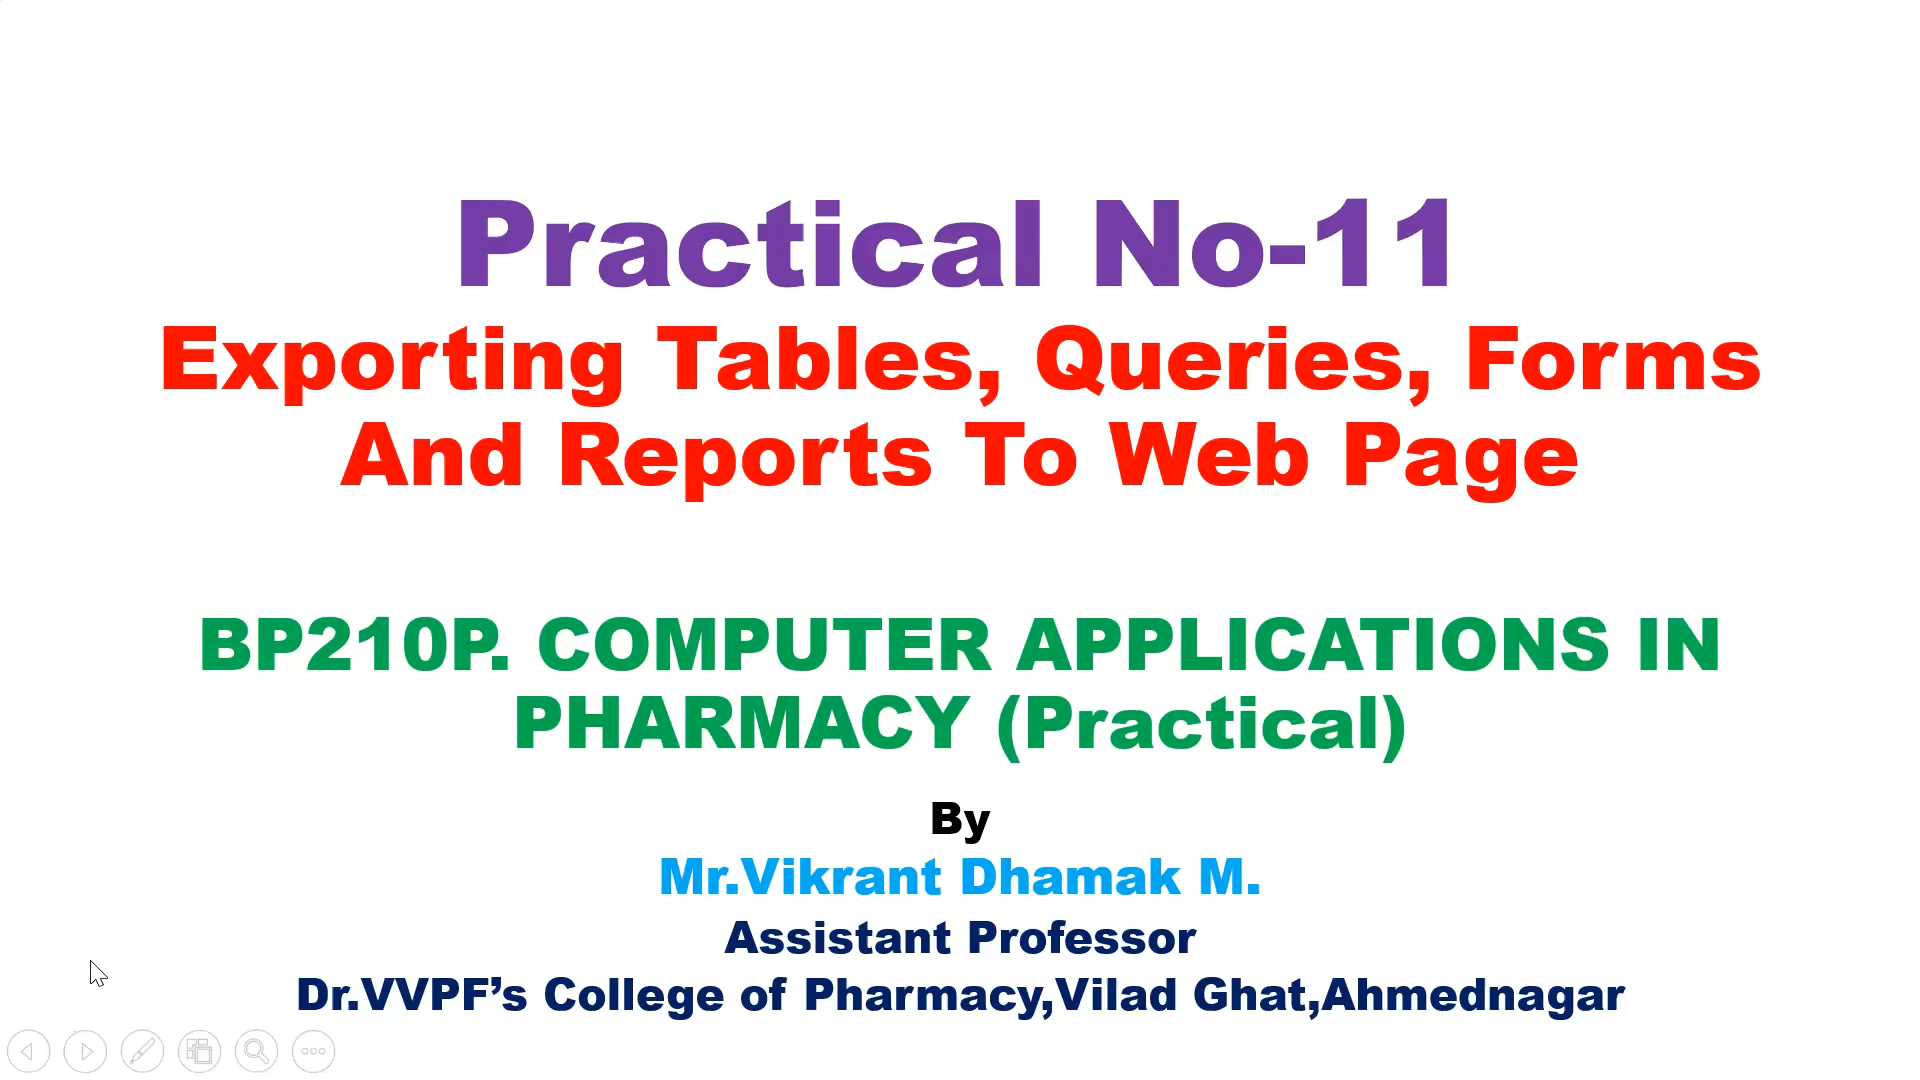 Practical No-11
Exporting Tables, Queries, Forms
And Reports To Web Page
BP210P. COMPUTER APPLICATIONS IN
PHARMACY (Practical)
By
Mr.Vikrant Dhamak M.
Assistant Professor
Dr.VVPF’s College of Pharmacy,Vilad Ghat,Ahmednagar